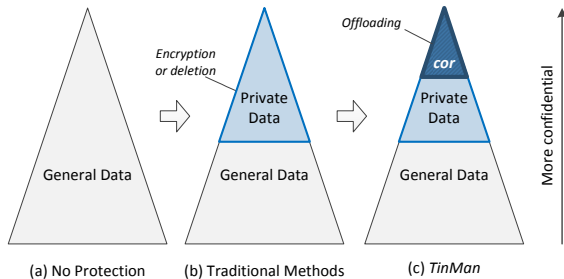 Offloading
Encryption
or deletion
cor
Private
Data
Private
Data
General Data
General Data
General Data
More confidential
(a) No Protection
(b) Traditional Methods
(c) TinMan